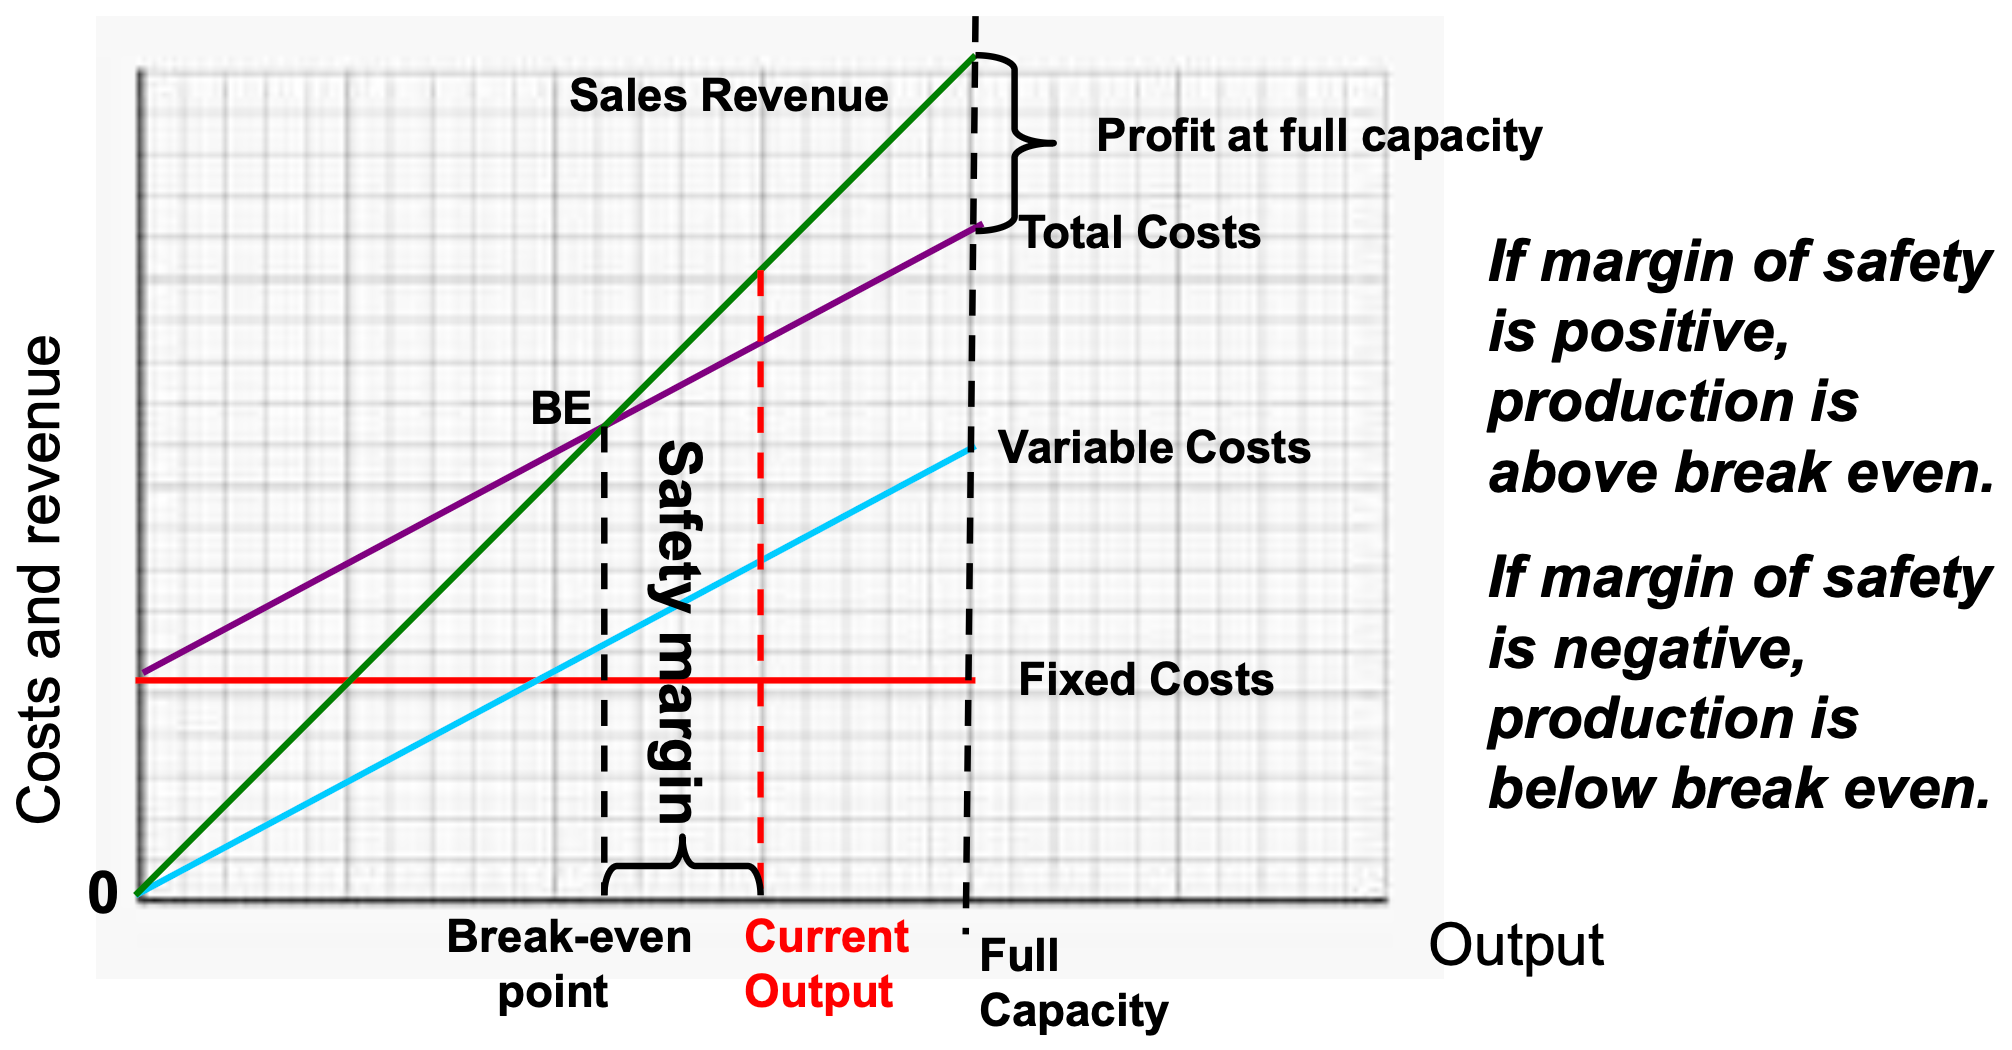 Sales Revenue
Profit at full capacity
Total Costs
If margin of safety
is positive,
production is
above break even.
BE
Variable Costs
Safety margin
Costs and revenue
If margin of safety
is negative,
production is
below break even.
Fixed Costs
0
Break-even
point
Current
Output
Full
Capacity
Output